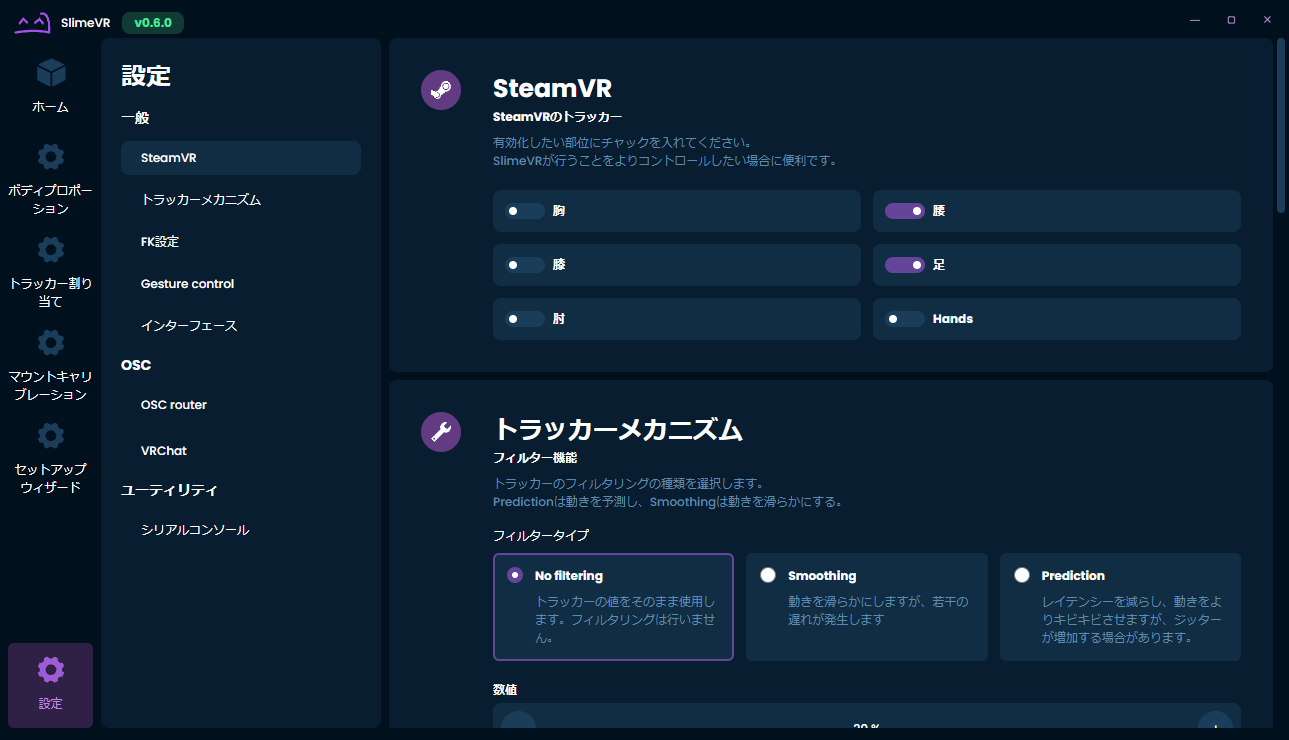 SlimeVR v0.6.0
ホーム
ボディプロポー
ション
トラッカー割り
当て
マウントキャリ
ブレーション
セットアップ
ウィザード
設定
設定
一般
SteamVR
トラッカーメカニズム
FK設定
Gesture control
インターフェース
OSC
OSC router
VRChat
ユーティリティ
シリアルコンソール
SteamVR
SteamVRのトラッカー
有効化したい部位にチャックを入れてください。
SlimeVRが行うことをよりコントロールしたい場合に便利です。
胸
腰
膝
足
肘
Hands
トラッカーメカニズム
フィルター機能
トラッカーのフィルタリングの種類を選択します。
Predictionは動きを予測し、Smoothingは動きを滑らかにする。
フィルタータイプ
No filtering
トラッカーの値をそのまま使用し
ます。フィルタリングは行いませ
ん。
Smoothing
動きを滑らかにしますが、若干の
遅れが発生します
Prediction
レイテンシーを減らし、動きをよ
りキビキビさせますが、ジッター
が増加する場合があります。
数値